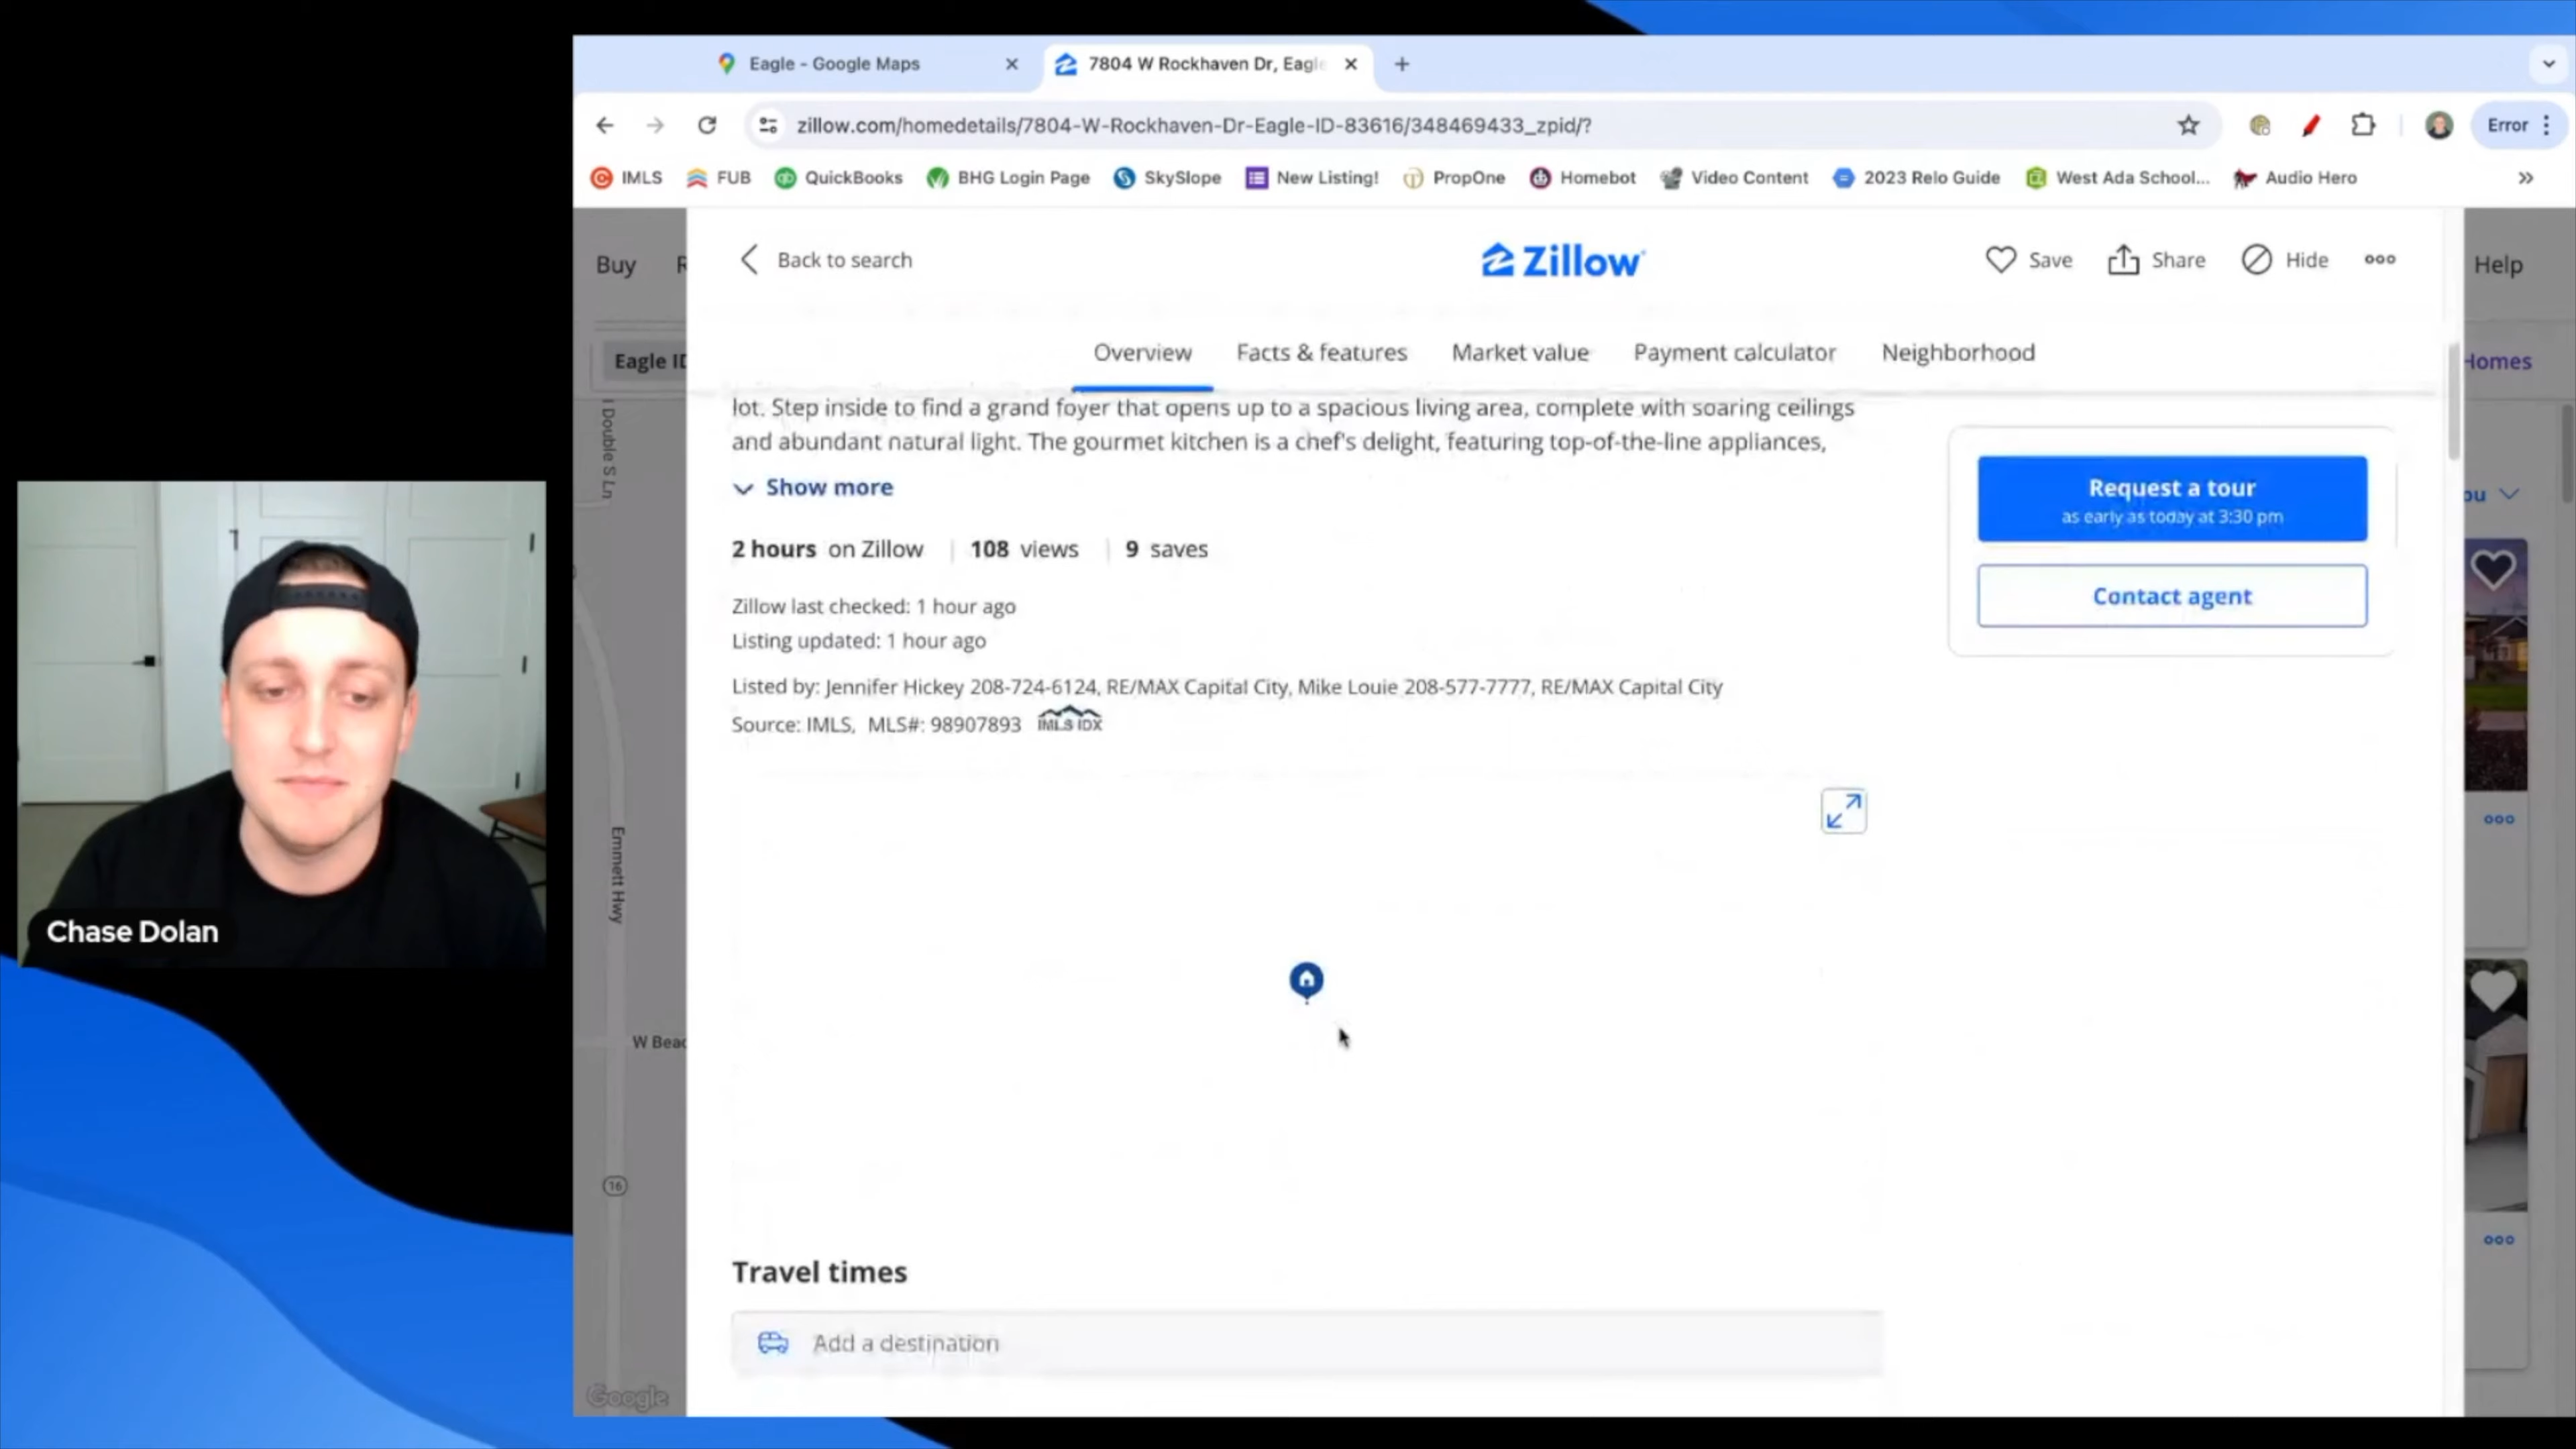 Eagle - Google Maps
7804 W Rockhaven Dr, Eagle
zillow.com/homedetails/7804-W-Rockhaven-Dr-Eagle-ID-83616/348469433_zpid/?
Error
IMLS FUB QuickBooks BHG Login Page SkySlope New Listing! PropOne Homebot Video Content 2023 Relo Guide West Ada School... Audio Hero
Buy R
Back to search
Zillow
Save Share Hide
Help
Eagle ID
Overview Facts & features Market value Payment calculator Neighborhood
Homes
lot. Step inside to find a grand foyer that opens up to a spacious living area, complete with soaring ceilings
and abundant natural light. The gourmet kitchen is a chef's delight, featuring top-of-the-line appliances,
Show more
Request a tour
as early as today at 3:30 pm
Contact agent
ou
2 hours on Zillow | 108 views | 9 saves
Zillow last checked: 1 hour ago
Listing updated: 1 hour ago
Listed by: Jennifer Hickey 208-724-6124, RE/MAX Capital City, Mike Louie 208-577-7777, RE/MAX Capital City
Source: IMLS, MLS#: 98907893 IMLS IDX
Double S Ln
Emmett Hwy
W Beac
16
Google
Travel times
Add a destination
Chase Dolan